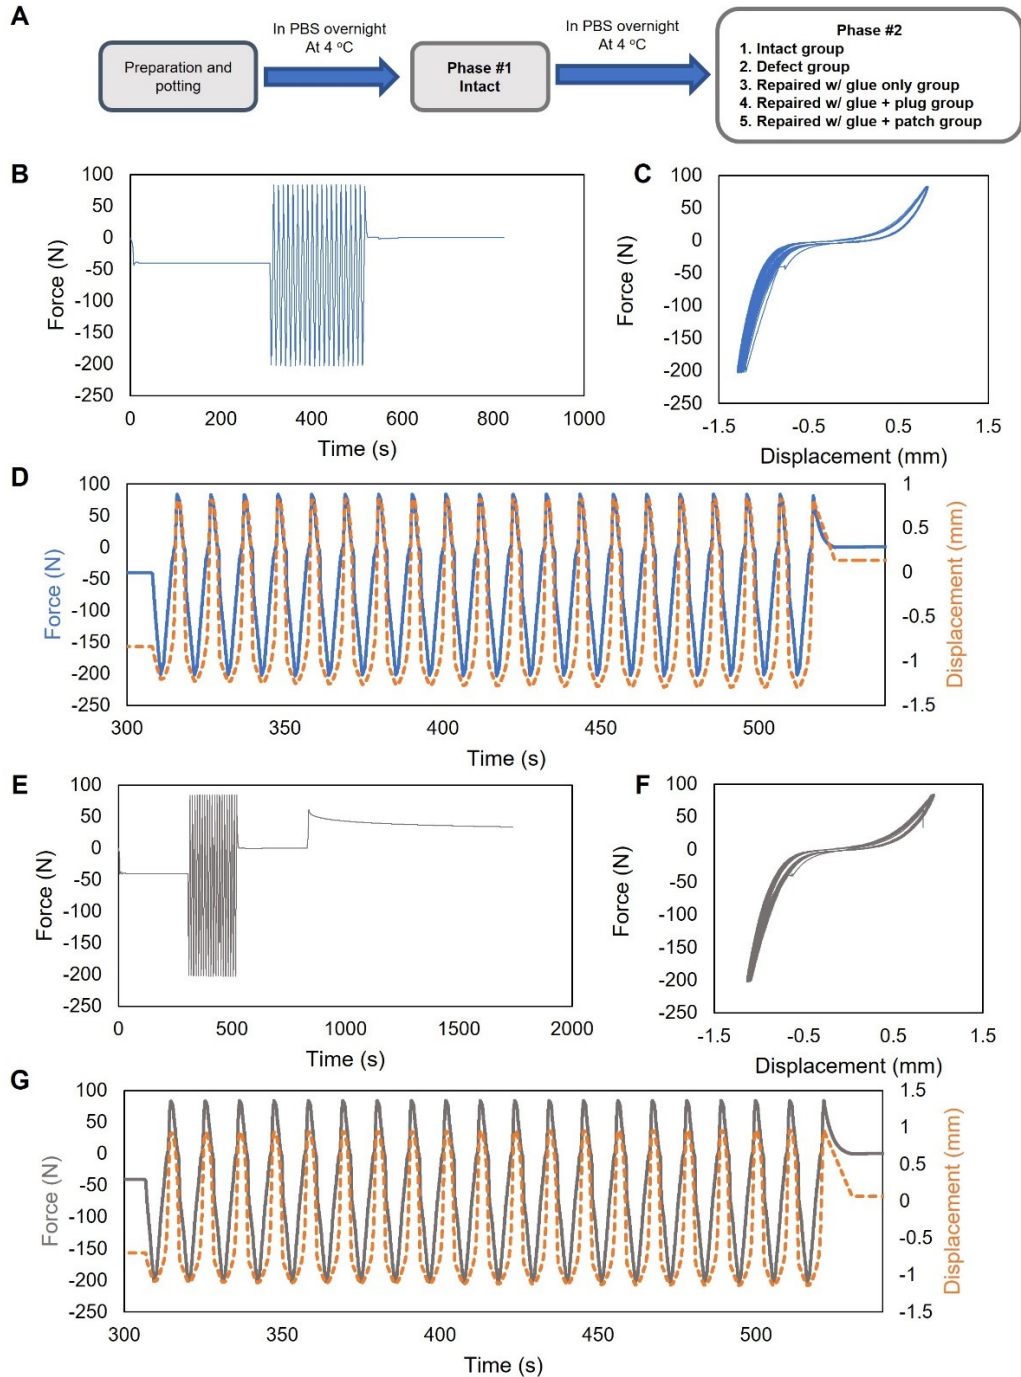 A
In PBS overnight
At 4 °C
In PBS overnight
At 4 °C
Preparation and
potting
Phase #1
Intact
Phase #2
1. Intact group
2. Defect group
3. Repaired w/ glue only group
4. Repaired w/ glue + plug group
5. Repaired w/ glue + patch group
B
100
50
0
-50
-100
-150
-200
-250
Force (N)
0
200
400
600
800
1000
Time (s)
C
100
50
0
-50
-100
-150
-200
-250
Force (N)
-1.5
-0.5
0.5
1.5
Displacement (mm)
D
100
50
0
-50
-100
-150
-200
-250
Force (N)
1
0.5
0
-0.5
-1
-1.5
Displacement (mm)
300
350
400
450
500
Time (s)
E
100
50
0
-50
-100
-150
-200
-250
Force (N)
0
500
1000
1500
2000
Time (s)
F
100
50
0
-50
-100
-150
-200
-250
Force (N)
-1.5
-0.5
0.5
1.5
Displacement (mm)
G
100
50
0
-50
-100
-150
-200
-250
Force (N)
1.5
1
0.5
0
-0.5
-1
-1.5
Displacement (mm)
300
350
400
450
500
Time (s)